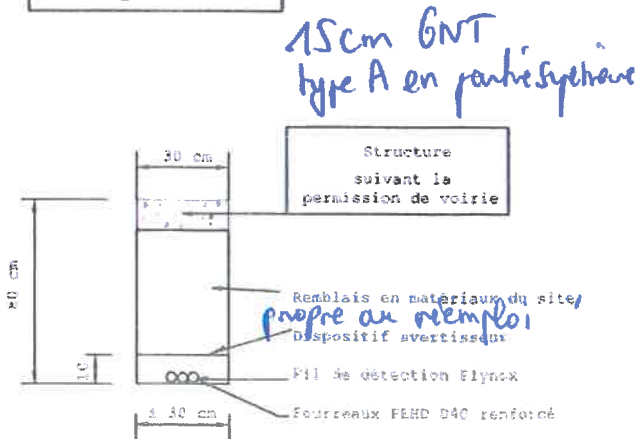 15cm GNT
type A en partie supérieure
30 cm
Structure
suivant la
permission de voirie
80 cm
Remblais en matériaux du site,
propre au réemploi
Dispositif avertisseur
10
Fil de détection Plynox
Fourreaux PEHD D40 renforcé
± 30 cm